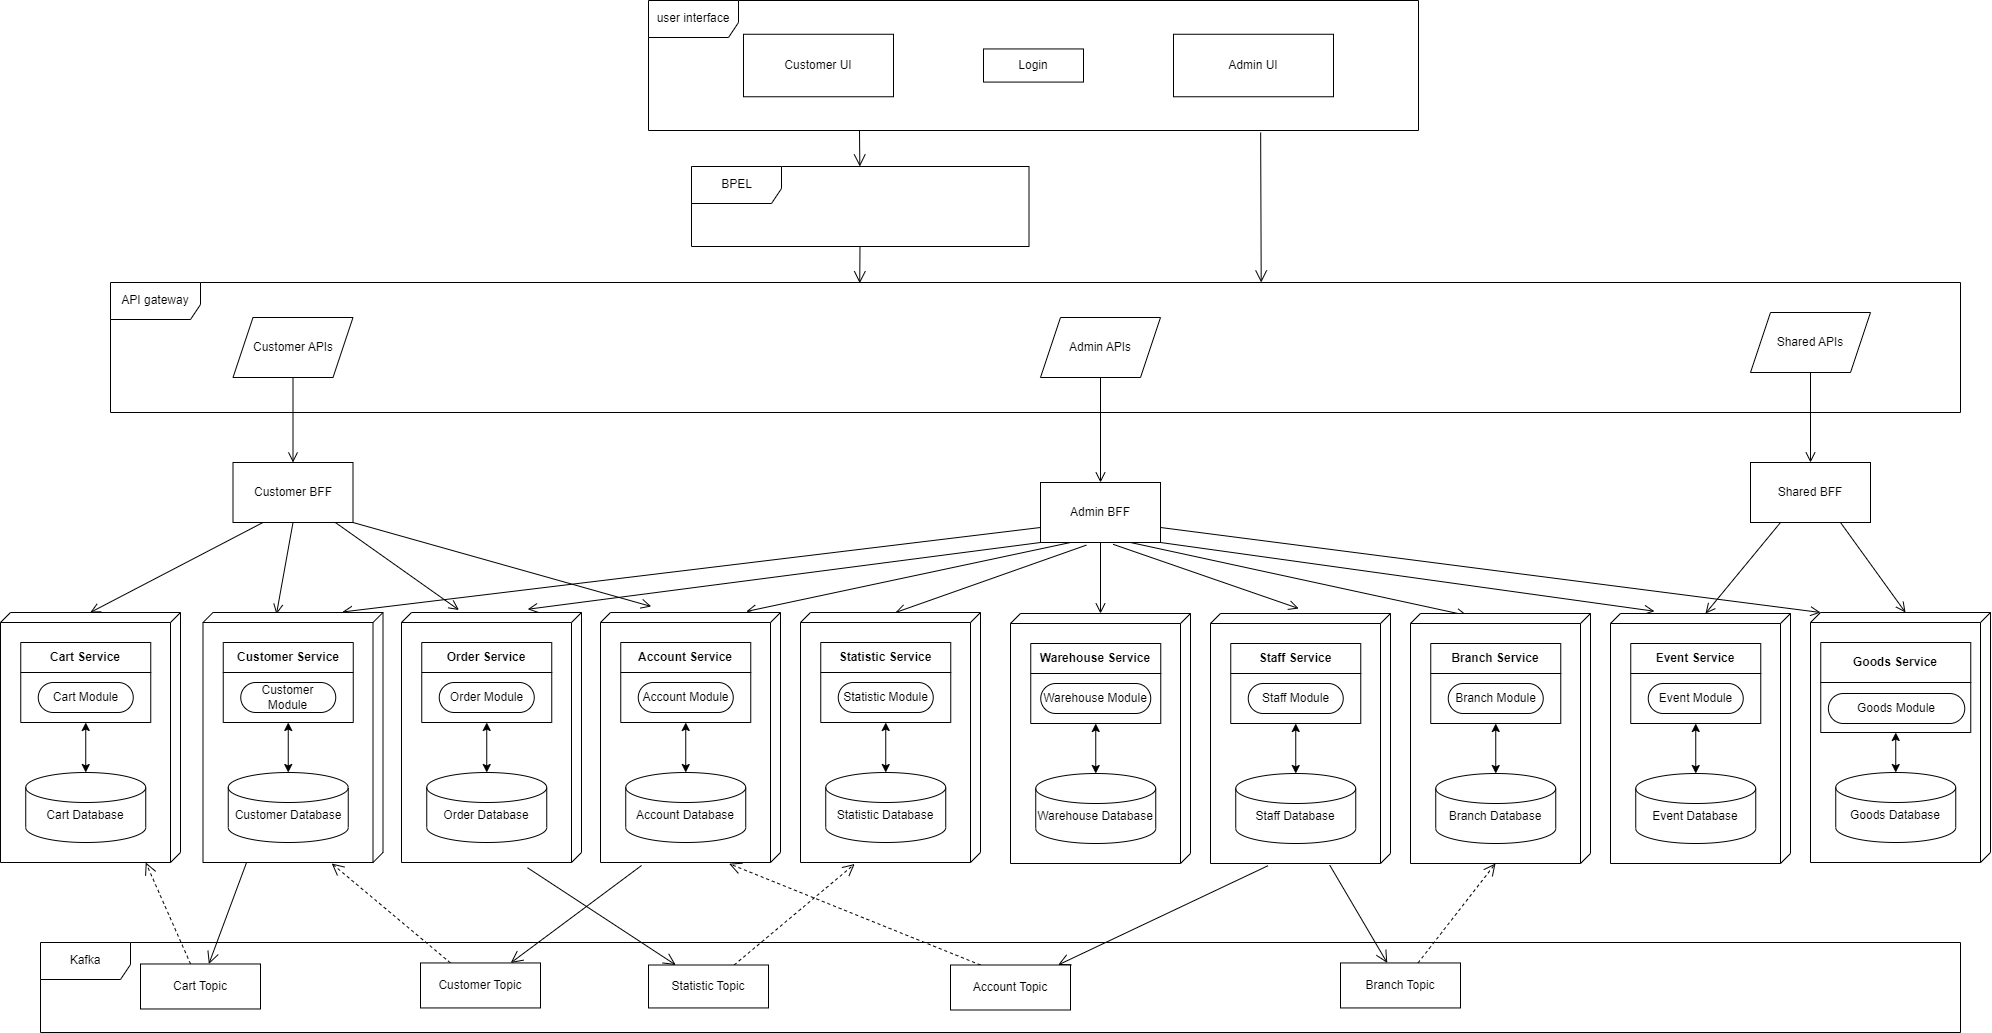 user interface
Customer UI
Login
Admin UI
BPEL
API gateway
Customer APIs
Admin APIs
Shared APIs
Customer BFF
Admin BFF
Shared BFF
Cart Service
Cart Module
Cart Database
Customer Service
Customer
Module
Customer Database
Order Service
Order Module
Order Database
Account Service
Account Module
Account Database
Statistic Service
Statistic Module
Statistic Database
Warehouse Service
Warehouse Module
Warehouse Database
Staff Service
Staff Module
Staff Database
Branch Service
Branch Module
Branch Database
Event Service
Event Module
Event Database
Goods Service
Goods Module
Goods Database
Kafka
Cart Topic
Customer Topic
Statistic Topic
Account Topic
Branch Topic